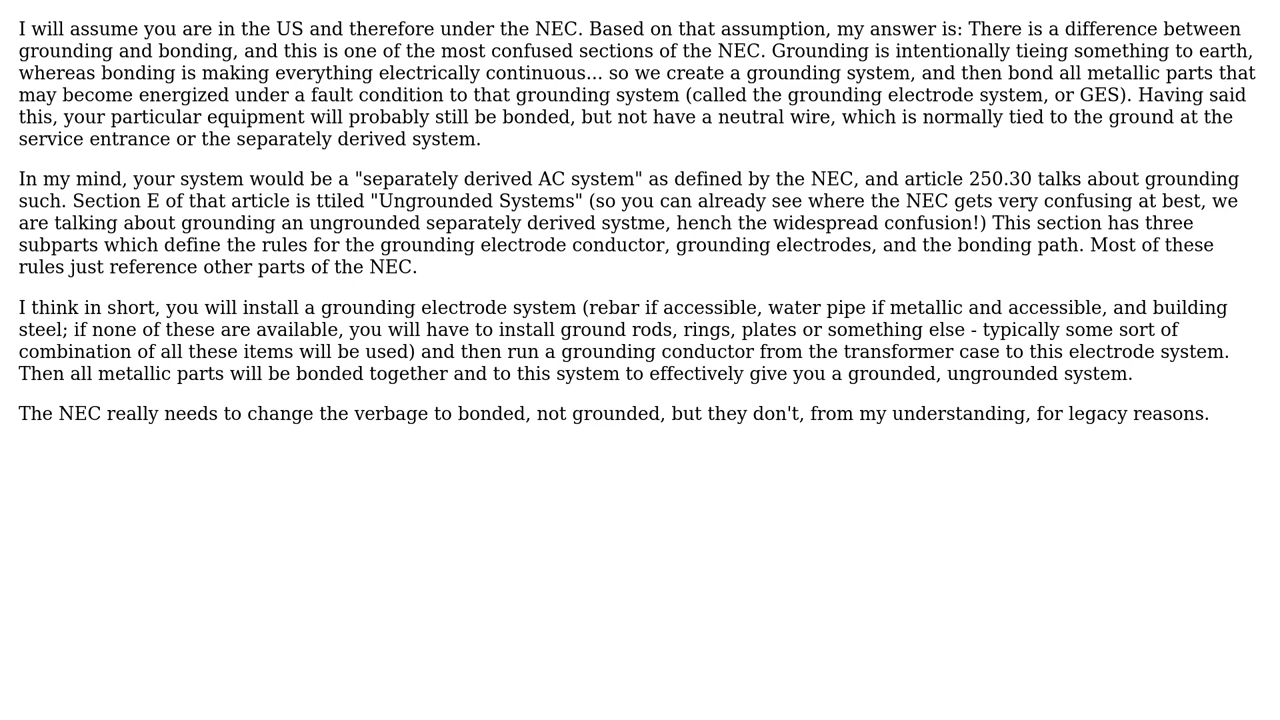 I will assume you are in the US and therefore under the NEC. Based on that assumption, my answer is: There is a difference between
grounding and bonding, and this is one of the most confused sections of the NEC. Grounding is intentionally tieing something to earth,
whereas bonding is making everything electrically continuous... so we create a grounding system, and then bond all metallic parts that
may become energized under a fault condition to that grounding system (called the grounding electrode system, or GES). Having said
this, your particular equipment will probably still be bonded, but not have a neutral wire, which is normally tied to the ground at the
service entrance or the separately derived system.
In my mind, your system would be a "separately derived AC system" as defined by the NEC, and article 250.30 talks about grounding
such. Section E of that article is ttiled "Ungrounded Systems" (so you can already see where the NEC gets very confusing at best, we
are talking about grounding an ungrounded separately derived systme, hench the widespread confusion!) This section has three
subparts which define the rules for the grounding electrode conductor, grounding electrodes, and the bonding path. Most of these
rules just reference other parts of the NEC.
I think in short, you will install a grounding electrode system (rebar if accessible, water pipe if metallic and accessible, and building
steel; if none of these are available, you will have to install ground rods, rings, plates or something else - typically some sort of
combination of all these items will be used) and then run a grounding conductor from the transformer case to this electrode system.
Then all metallic parts will be bonded together and to this system to effectively give you a grounded, ungrounded system.
The NEC really needs to change the verbage to bonded, not grounded, but they don't, from my understanding, for legacy reasons.